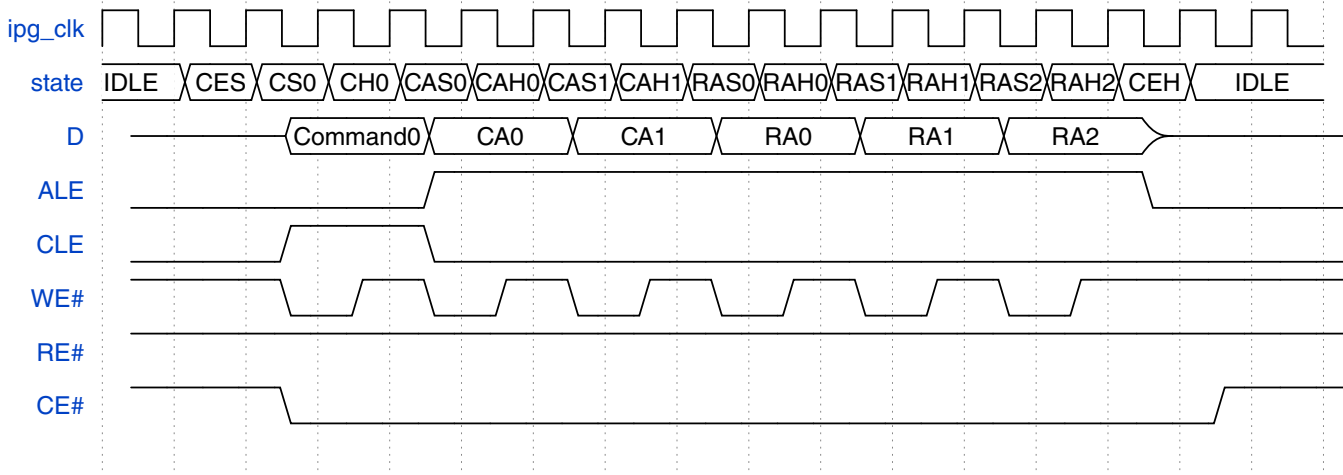 ipg_clk
state IDLE CES CS0 CH0 CAS0 CAH0 CAS1 CAH1 RAS0 RAH0 RAS1 RAH1 RAS2 RAH2 CEH IDLE
D Command0 CA0 CA1 RA0 RA1 RA2
ALE
CLE
WE#
RE#
CE#